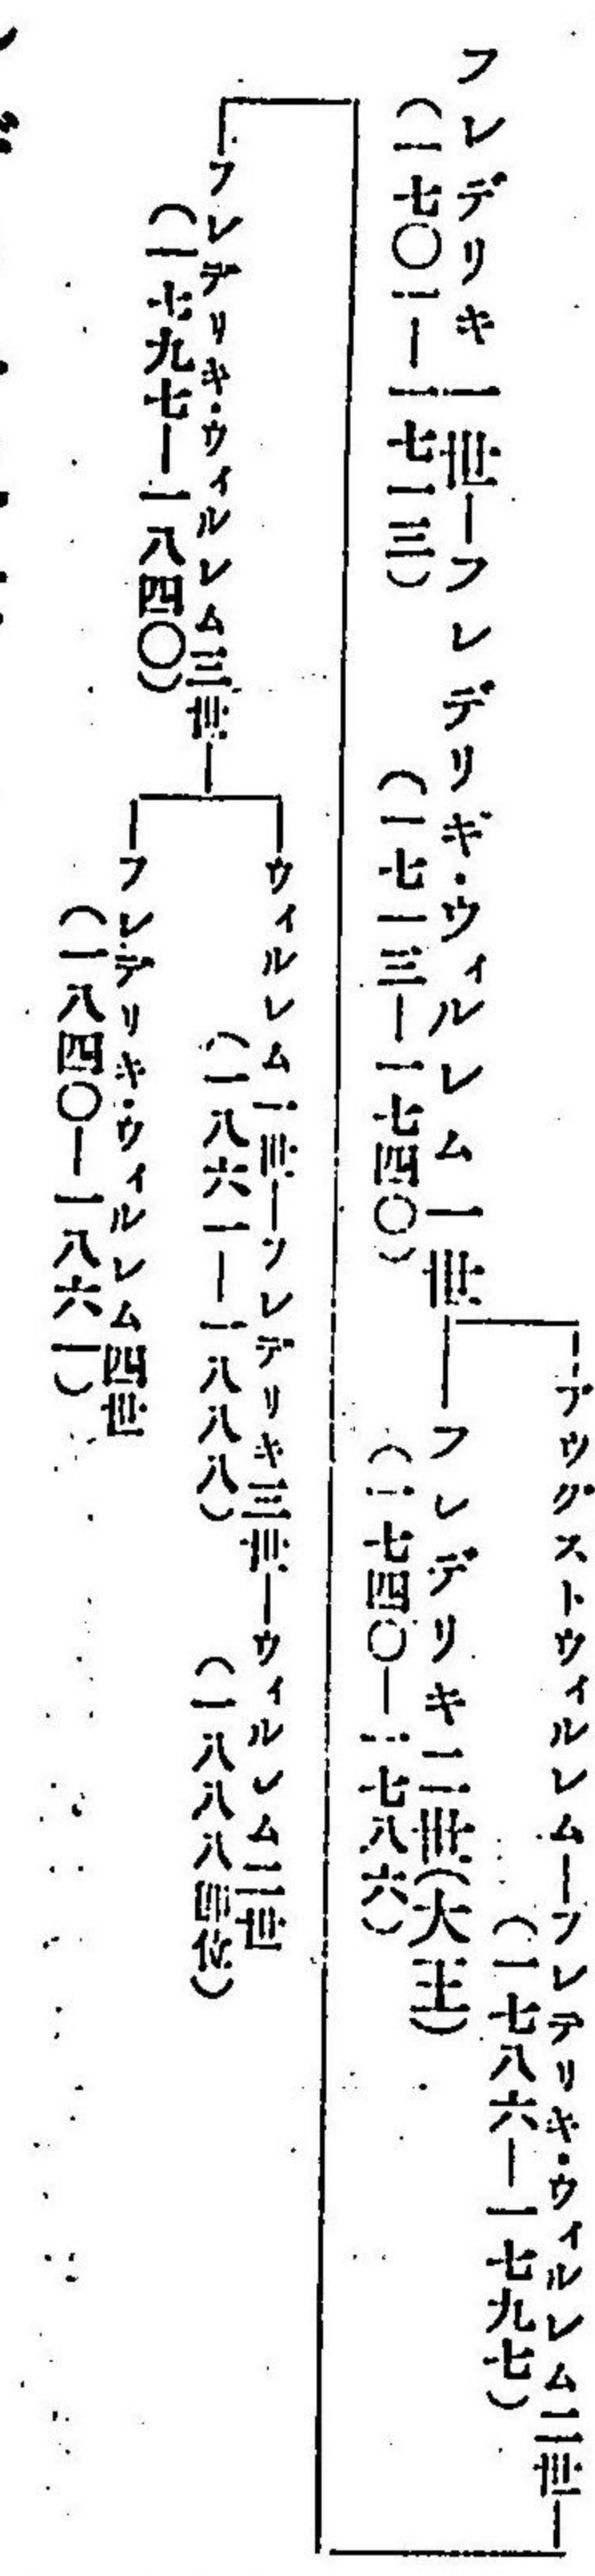 アウグストウィルレム―フレデリキ・ウィルレム二世
(一七八六―一七九七)
フレデリキ一世―フレデリキ・ウィルレム一世―フレデリキ二世(大王)
(一七〇一―一七一三)
(一七一三―一七四〇)
(一七四〇―一七八六)
フレデリキ・ウィルレム三世
(一七九七―一八四〇)
ウィルレム一世―フレデリキ三世―ウィルレム二世
(一八六一―一八八八)
(一八八八即位)
フレデリキ・ウィルレム四世
(一八四〇―一八六一)